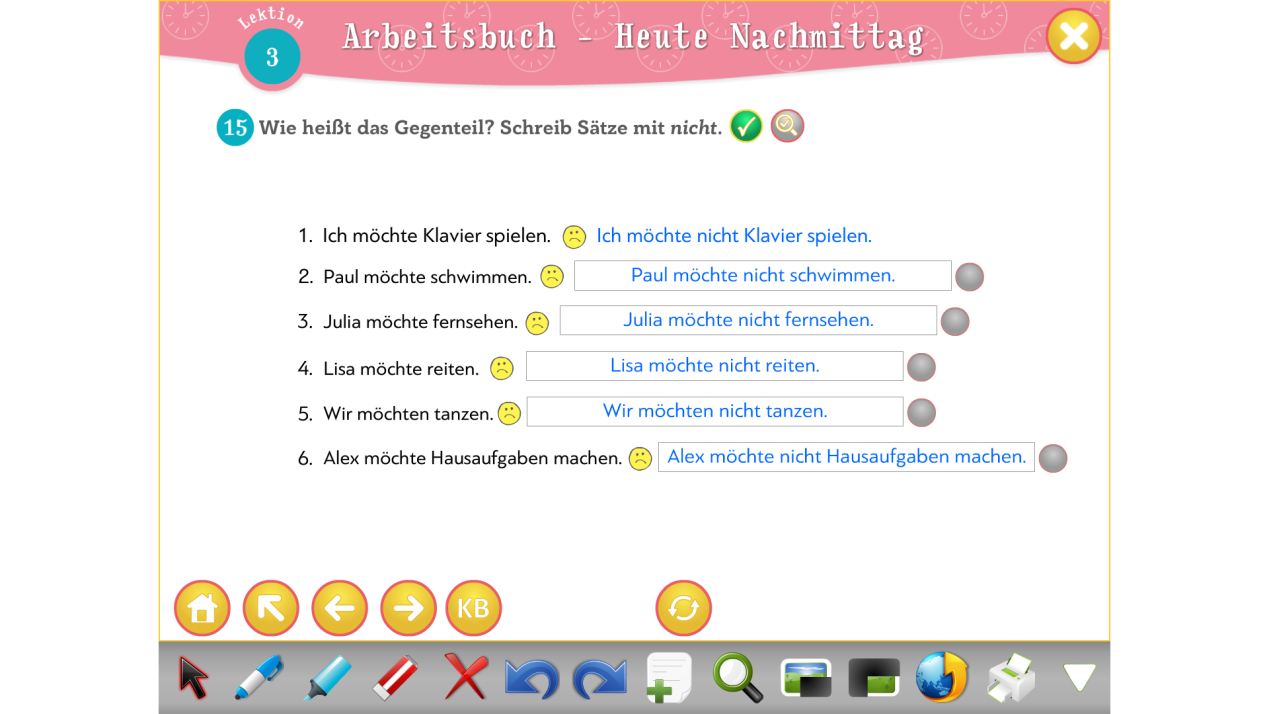 Lektion
3
Arbeitsbuch - Heute Nachmittag
15 Wie heißt das Gegenteil? Schreib Sätze mit nicht.
1. Ich möchte Klavier spielen. Ich möchte nicht Klavier spielen.
2. Paul möchte schwimmen. Paul möchte nicht schwimmen.
3. Julia möchte fernsehen. Julia möchte nicht fernsehen.
4. Lisa möchte reiten. Lisa möchte nicht reiten.
5. Wir möchten tanzen. Wir möchten nicht tanzen.
6. Alex möchte Hausaufgaben machen. Alex möchte nicht Hausaufgaben machen.
KB